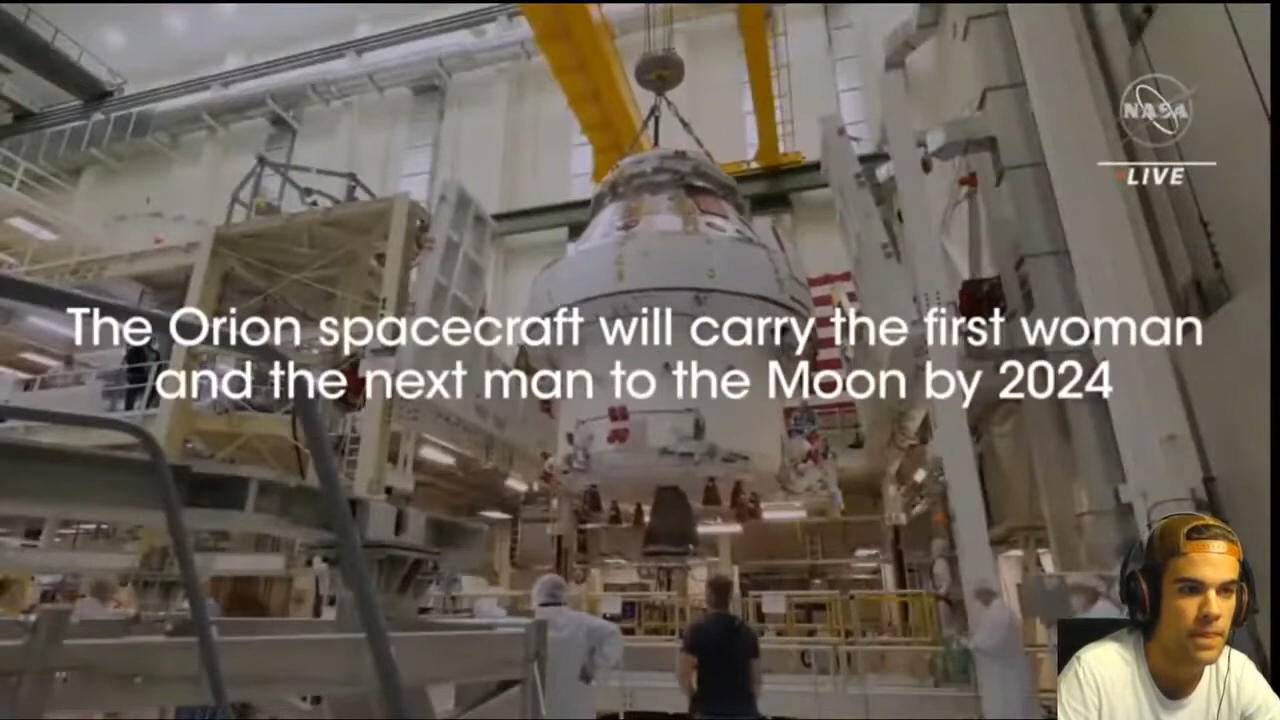 NASA
LIVE
The Orion spacecraft will carry the first woman
and the next man to the Moon by 2024